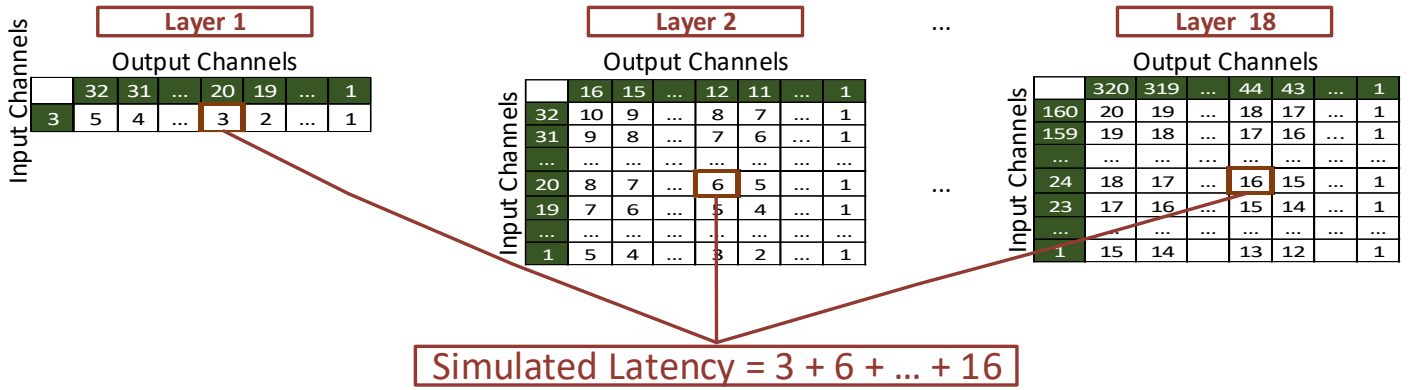 Layer 1
Layer 2
...
Layer 18
Output Channels
Output Channels
Output Channels
Input Channels
32 31 ... 20 19 ... 1
3 5 4 ... 3 2 ... 1
Input Channels
16 15 ... 12 11 ... 1
32 10 9 ... 8 7 ... 1
31 9 8 ... 7 6 ... 1
... ... ... ... ... ... ... ...
20 8 7 ... 6 5 ... 1
19 7 6 ... 5 4 ... 1
... ... ... ... ... ... ... ...
1 5 4 ... 3 2 ... 1
...
Input Channels
320 319 ... 44 43 ... 1
160 20 19 ... 18 17 ... 1
159 19 18 ... 17 16 ... 1
... ... ... ... ... ... ... ...
24 18 17 ... 16 15 ... 1
23 17 16 ... 15 14 ... 1
... ... ... ... ... ... ...
1 15 14 13 12 1
Simulated Latency = 3 + 6 + ... + 16